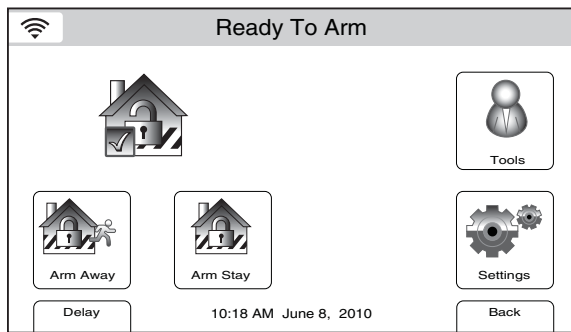 Ready To Arm
Tools
Arm Away
Arm Stay
Settings
Delay
10:18 AM June 8, 2010
Back